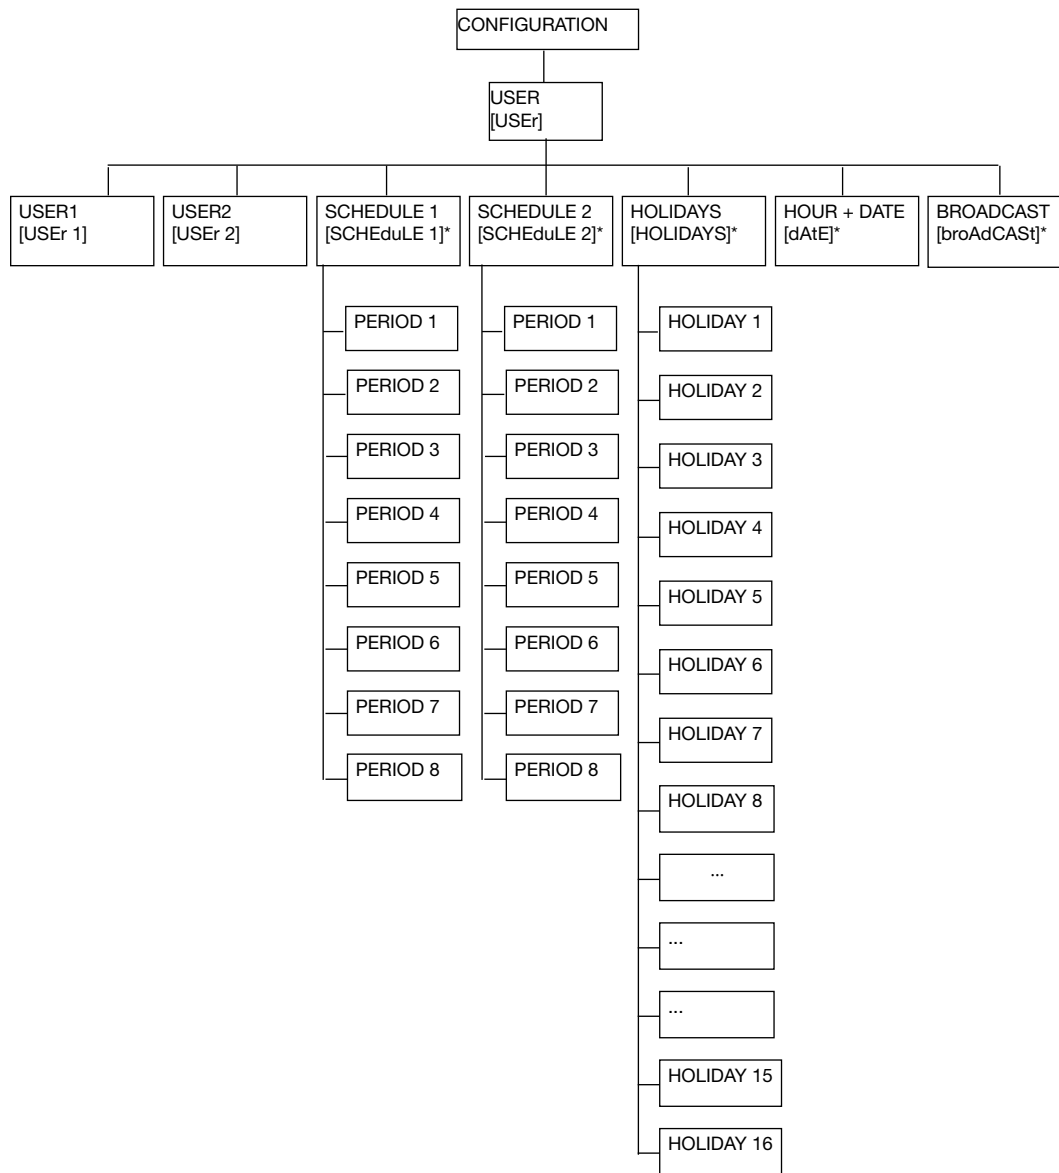 CONFIGURATION
USER
[USEr]
USER1
[USEr 1]
USER2
[USEr 2]
SCHEDULE 1
[SCHEduLE 1]*
SCHEDULE 2
[SCHEduLE 2]*
HOLIDAYS
[HOLIDAYS]*
HOUR + DATE
[dAtE]*
BROADCAST
[broAdCASt]*
PERIOD 1
PERIOD 2
PERIOD 3
PERIOD 4
PERIOD 5
PERIOD 6
PERIOD 7
PERIOD 8
PERIOD 1
PERIOD 2
PERIOD 3
PERIOD 4
PERIOD 5
PERIOD 6
PERIOD 7
PERIOD 8
HOLIDAY 1
HOLIDAY 2
HOLIDAY 3
HOLIDAY 4
HOLIDAY 5
HOLIDAY 6
HOLIDAY 7
HOLIDAY 8
...
...
...
HOLIDAY 15
HOLIDAY 16